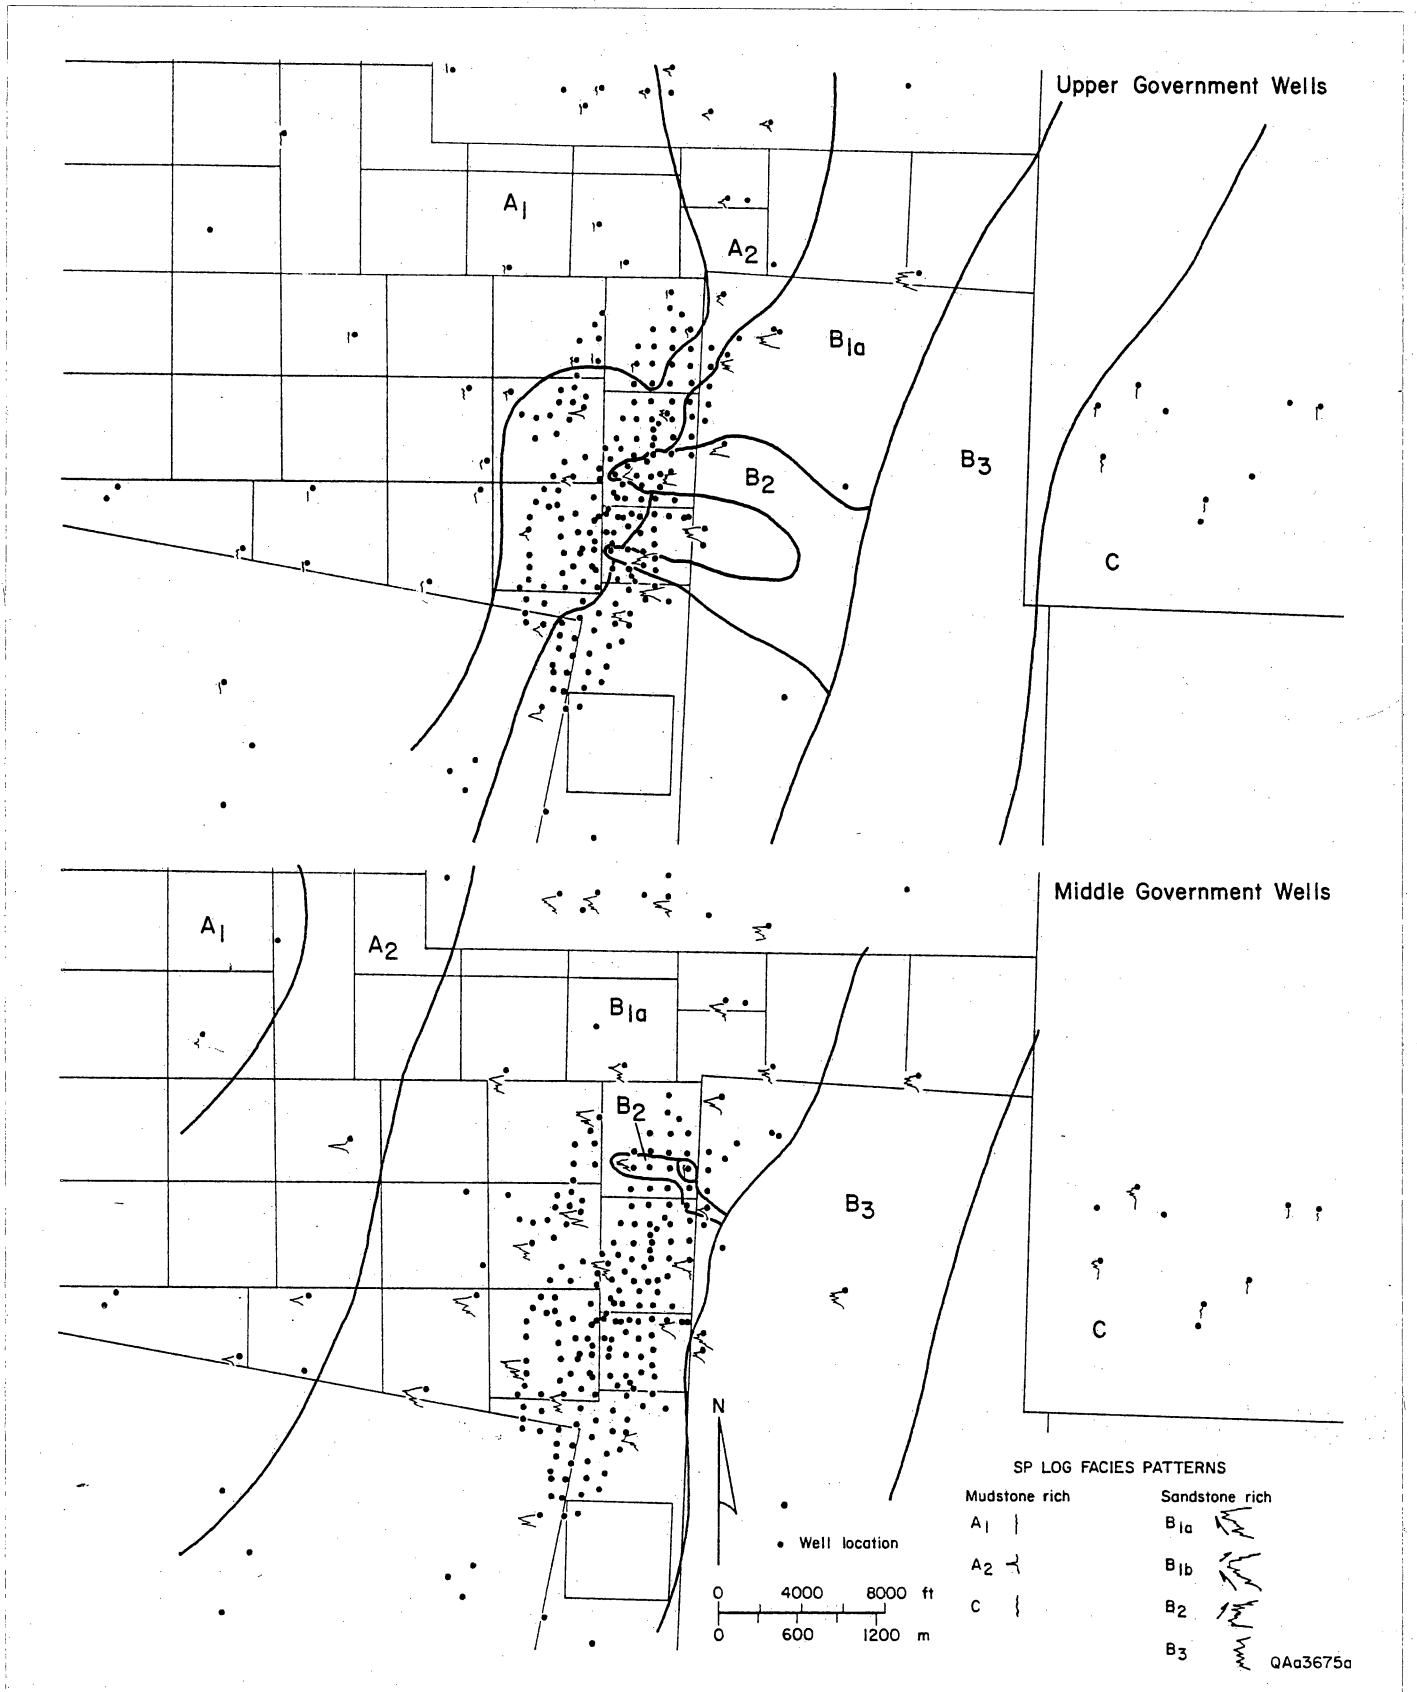 Upper Government Wells
A1
A2
B1a
B3
B2
C
Middle Government Wells
A1
A2
B1a
B2
B3
C
N
SP LOG FACIES PATTERNS
Mudstone rich
Sandstone rich
A1
B1a
Well location
A2
B1b
0 4000 8000 ft
C
B2
0 600 1200 m
B3
QAa3675a